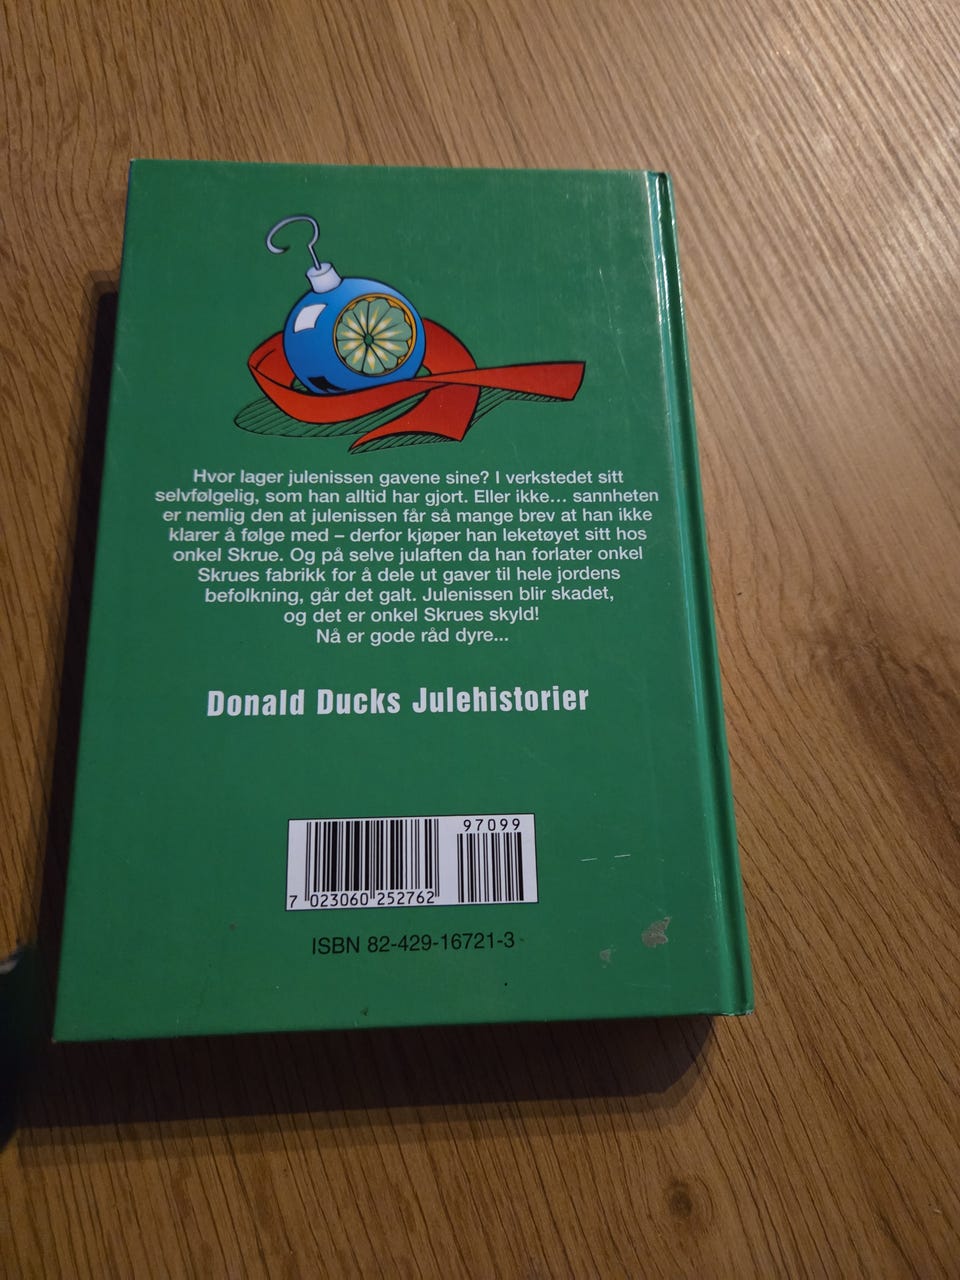 Hvor lager julenissen gavene sine? I verkstedet sitt
selvfølgelig, som han alltid har gjort. Eller ikke... sannheten
er nemlig den at julenissen får så mange brev at han ikke
klarer å følge med – derfor kjøper han leketøyet sitt hos
onkel Skrue. Og på selve julaften da han forlater onkel
Skrues fabrikk for å dele ut gaver til hele jordens
befolkning, går det galt. Julenissen blir skadet,
og det er onkel Skrues skyld!
Nå er gode råd dyre...
Donald Ducks Julehistorier
97099
7 023060 252762
ISBN 82-429-16721-3